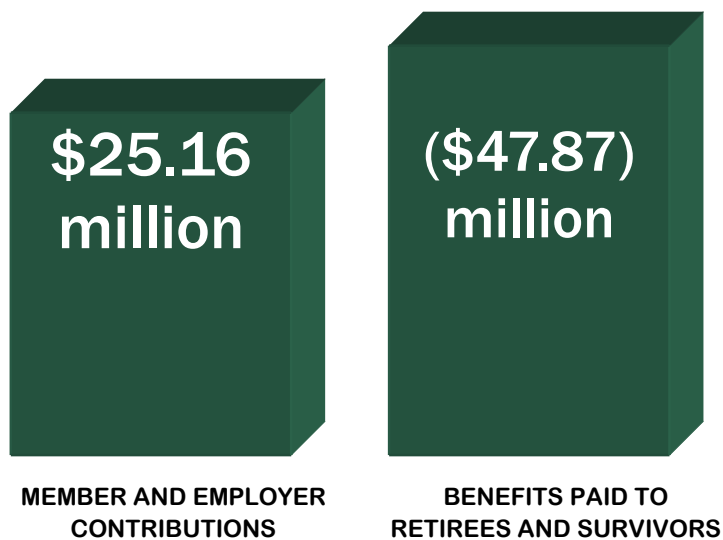 $25.16
million
($47.87)
million
MEMBER AND EMPLOYER
CONTRIBUTIONS
BENEFITS PAID TO
RETIREES AND SURVIVORS